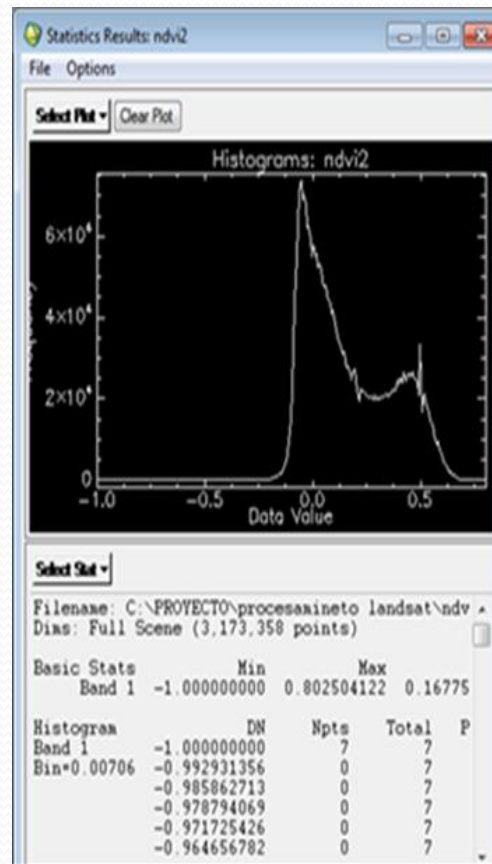 Statistics Results: ndvi2
File Options
Select Plot Clear Plot
Histograms: ndvi2
6×10⁴
4×10⁴
2×10⁴
0
-1.0 -0.5 0.0 0.5
Data Value
Select Stat
Filename: C:\PROYECTO\procesamineto landsat\ndv
Dims: Full Scene (3,173,358 points)
Basic Stats Min Max
Band 1 -1.000000000 0.802504122 0.16775
Histogram DN Npts Total P
Band 1 -1.000000000 7 7
Bin=0.00706 -0.992931356 0 7
-0.985862713 0 7
-0.978794069 0 7
-0.971725426 0 7
-0.964656782 0 7